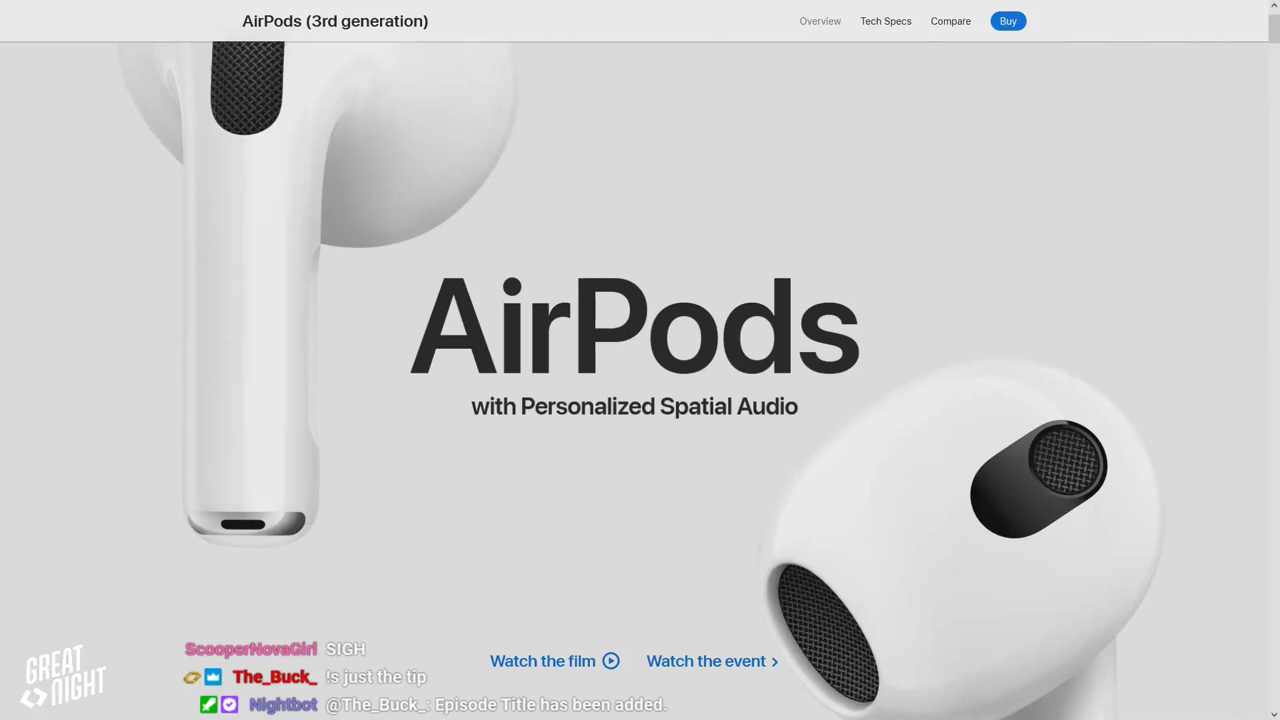 AirPods (3rd generation)
Overview Tech Specs Compare Buy
AirPods
with Personalized Spatial Audio
Watch the film Watch the event
ScooperNovaGirl SIGH
The_Buck_ !s just the tip
Nightbot @The_Buck_: Episode Title has been added.
GREAT
NIGHT